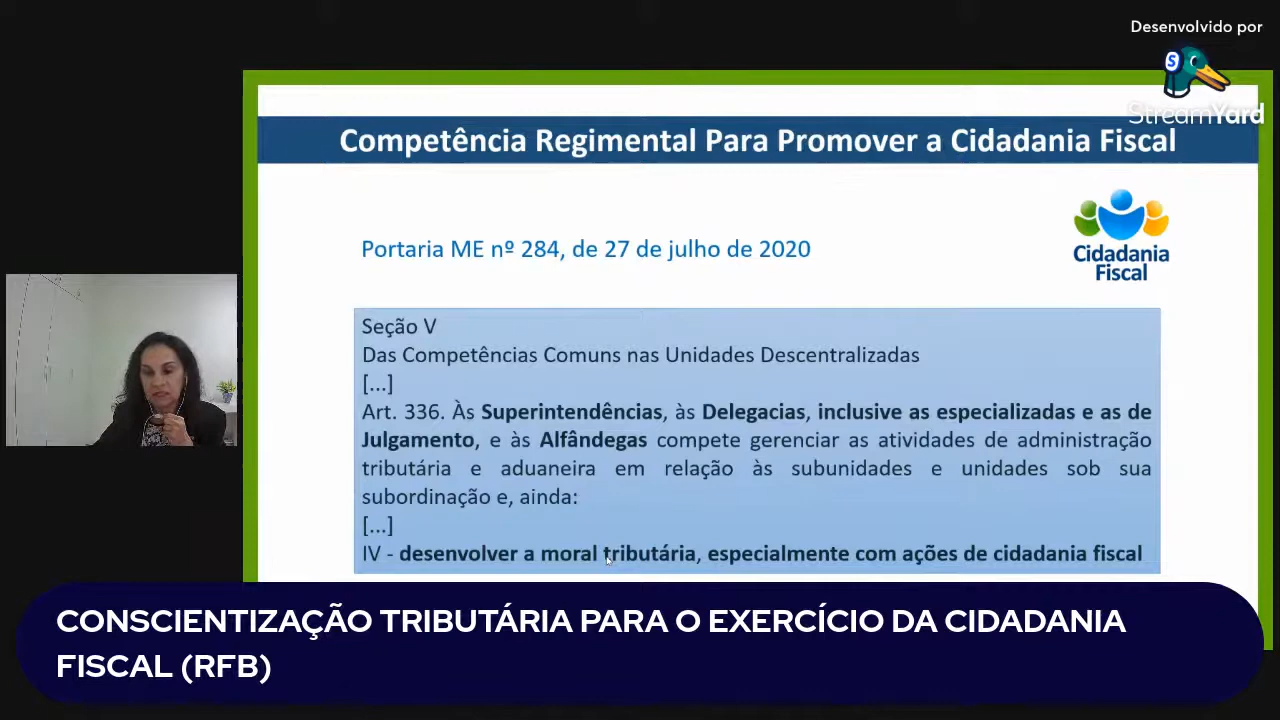 Desenvolvido por
S
StreamYard
Competência Regimental Para Promover a Cidadania Fiscal
Cidadania
Fiscal
Portaria ME nº 284, de 27 de julho de 2020
Seção V
Das Competências Comuns nas Unidades Descentralizadas
[...]
Art. 336. Às Superintendências, às Delegacias, inclusive as especializadas e as de
Julgamento, e às Alfândegas compete gerenciar as atividades de administração
tributária e aduaneira em relação às subunidades e unidades sob sua
subordinação e, ainda:
[...]
IV - desenvolver a moral tributária, especialmente com ações de cidadania fiscal
CONSCIENTIZAÇÃO TRIBUTÁRIA PARA O EXERCÍCIO DA CIDADANIA
FISCAL (RFB)